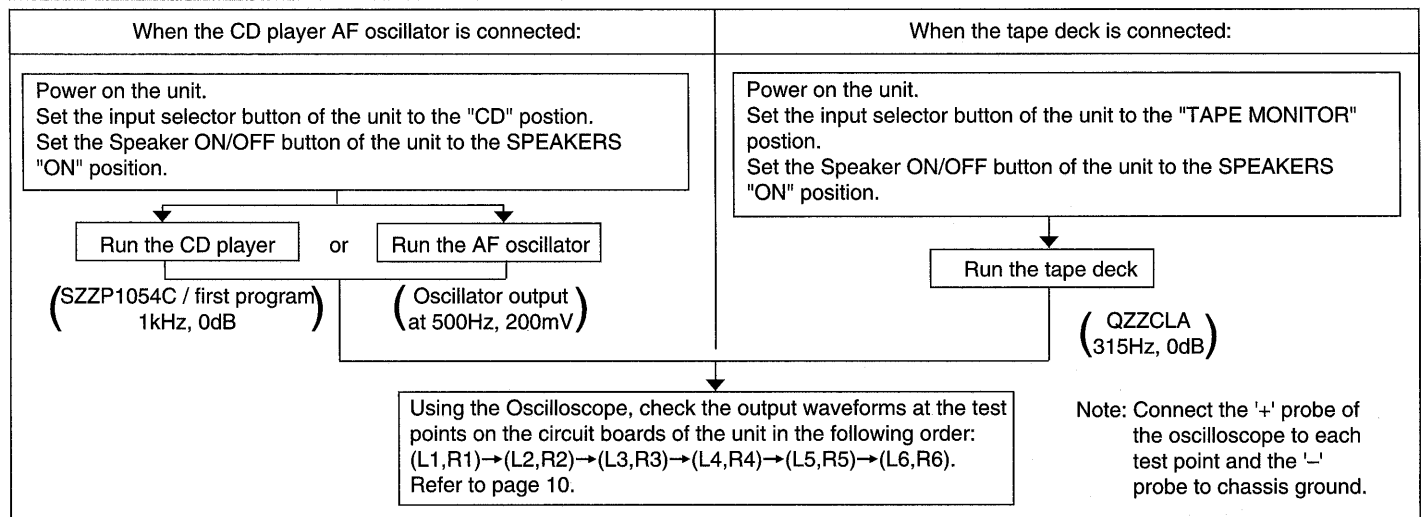 When the CD player AF oscillator is connected:
Power on the unit.
Set the input selector button of the unit to the "CD" postion.
Set the Speaker ON/OFF button of the unit to the SPEAKERS
"ON" position.
Run the CD player
or
Run the AF oscillator
(SZZP1054C / first program
1kHz, 0dB)
(Oscillator output
at 500Hz, 200mV)
When the tape deck is connected:
Power on the unit.
Set the input selector button of the unit to the "TAPE MONITOR"
postion.
Set the Speaker ON/OFF button of the unit to the SPEAKERS
"ON" position.
Run the tape deck
(QZZCLA
315Hz, 0dB)
Using the Oscilloscope, check the output waveforms at the test
points on the circuit boards of the unit in the following order:
(L1,R1)→(L2,R2)→(L3,R3)→(L4,R4)→(L5,R5)→(L6,R6).
Refer to page 10.
Note: Connect the '+' probe of
the oscilloscope to each
test point and the '–'
probe to chassis ground.